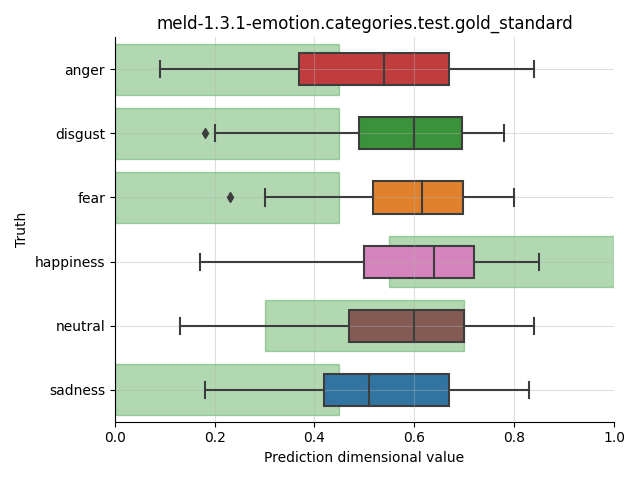 meld-1.3.1-emotion.categories.test.gold_standard
Truth
anger
disgust
fear
happiness
neutral
sadness
0.0 0.2 0.4 0.6 0.8 1.0
Prediction dimensional value